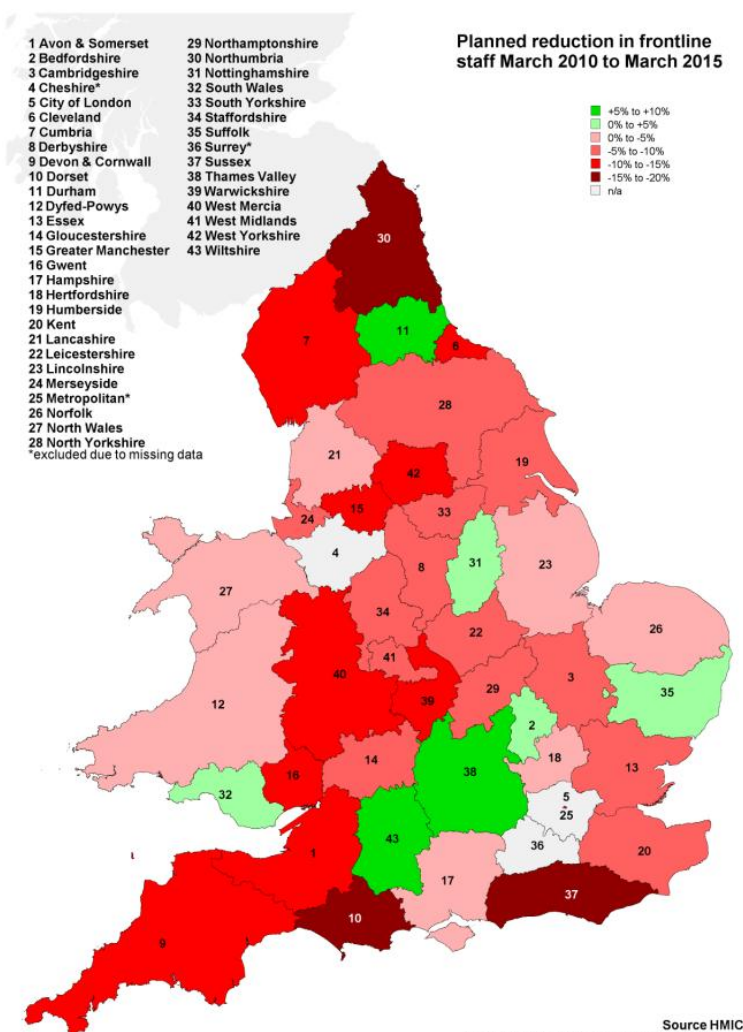 Planned reduction in frontline
staff March 2010 to March 2015
1 Avon & Somerset
2 Bedfordshire
3 Cambridgeshire
4 Cheshire*
5 City of London
6 Cleveland
7 Cumbria
8 Derbyshire
9 Devon & Cornwall
10 Dorset
11 Durham
12 Dyfed-Powys
13 Essex
14 Gloucestershire
15 Greater Manchester
16 Gwent
17 Hampshire
18 Hertfordshire
19 Humberside
20 Kent
21 Lancashire
22 Leicestershire
23 Lincolnshire
24 Merseyside
25 Metropolitan*
26 Norfolk
27 North Wales
28 North Yorkshire
*excluded due to missing data
29 Northamptonshire
30 Northumbria
31 Nottinghamshire
32 South Wales
33 South Yorkshire
34 Staffordshire
35 Suffolk
36 Surrey*
37 Sussex
38 Thames Valley
39 Warwickshire
40 West Mercia
41 West Midlands
42 West Yorkshire
43 Wiltshire
+5% to +10%
0% to +5%
0% to -5%
-5% to -10%
-10% to -15%
-15% to -20%
n/a
30
7
11
6
28
21
42
19
15
24
33
4
8
31
23
27
34
22
26
41
40
3
35
39
29
12
2
14
38
18
13
16
32
5
25
43
36
1
20
17
37
10
9
Source HMIC